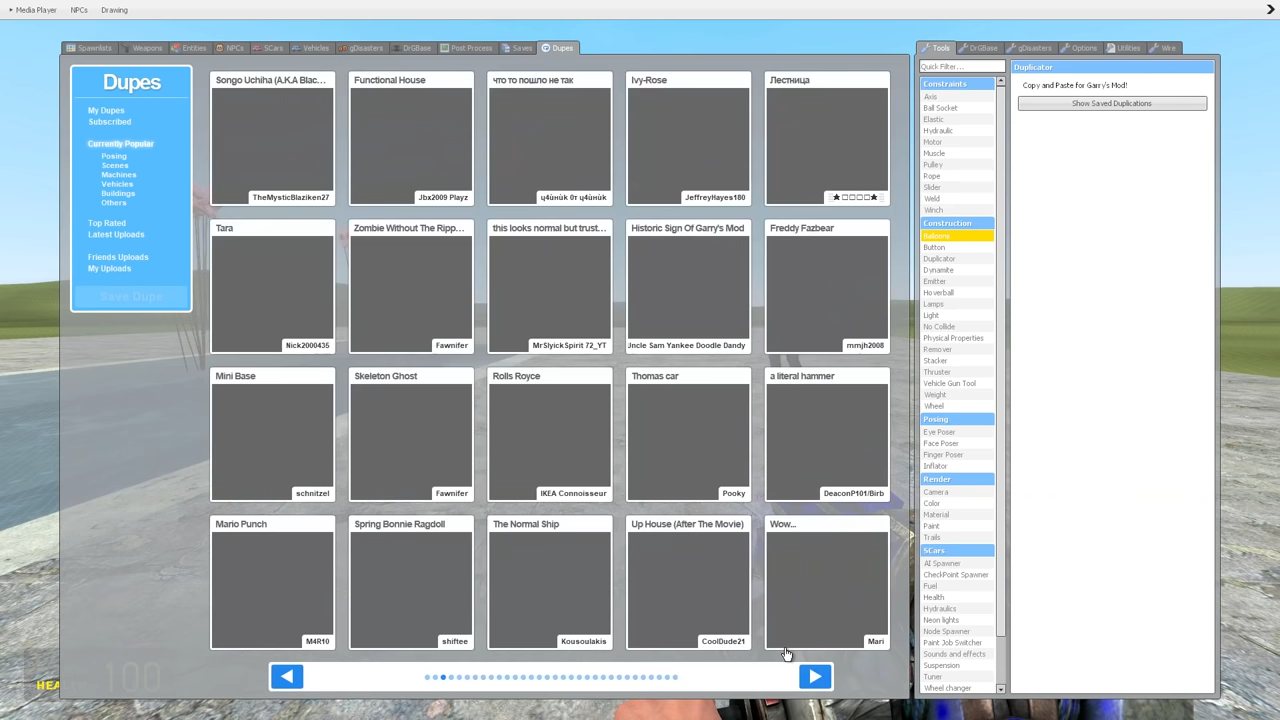 Media Player NPCs Drawing
Spawnlists Weapons Entities NPCs SCars Vehicles gDisasters DrGBase Post Process Saves Dupes
Tools DrGBase gDisasters Options Utilities Wire
Dupes
My Dupes
Subscribed
Currently Popular
Posing
Scenes
Machines
Vehicles
Buildings
Others
Top Rated
Latest Uploads
Friends Uploads
My Uploads
Save Dupe
Songo Uchiha (A.K.A Blac...
TheMysticBlaziken27
Functional House
Jbx2009 Playz
что то пошло не так
Ivy-Rose
JeffreyHayes180
Лестница
★□□□□★
Tara
Nick2000435
Zombie Without The Ripp...
Fawnifer
this looks normal but trust...
MrSlyickSpirit 72_YT
Historic Sign Of Garry's Mod
Uncle Sam Yankee Doodle Dandy
Freddy Fazbear
mmjh2008
Mini Base
schnitzel
Skeleton Ghost
Fawnifer
Rolls Royce
IKEA Connoisseur
Thomas car
Pooky
a literal hammer
DeaconP101/Birb
Mario Punch
M4R10
Spring Bonnie Ragdoll
shiftee
The Normal Ship
Kousoulakis
Up House (After The Movie)
CoolDude21
Wow...
Mari
HEA 100
Quick Filter...
Constraints
Axis
Ball Socket
Elastic
Hydraulic
Motor
Muscle
Pulley
Rope
Slider
Weld
Winch
Construction
Balloons
Button
Duplicator
Dynamite
Emitter
Hoverball
Lamps
Light
No Collide
Physical Properties
Remover
Stacker
Thruster
Vehicle Gun Tool
Weight
Wheel
Posing
Eye Poser
Face Poser
Finger Poser
Inflator
Render
Camera
Color
Material
Paint
Trails
SCars
AI Spawner
CheckPoint Spawner
Fuel
Health
Hydraulics
Neon lights
Node Spawner
Paint Job Switcher
Sounds and effects
Suspension
Tuner
Wheel changer
Duplicator
Copy and Paste for Garry's Mod!
Show Saved Duplications